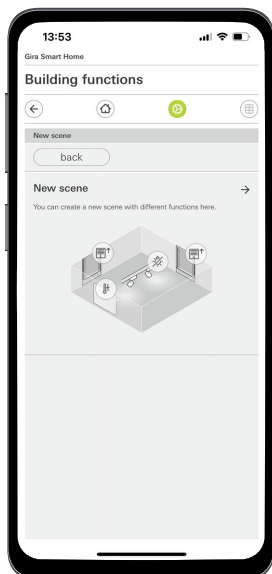 13:53
Gira Smart Home
Building functions
New scene
back
New scene
You can create a new scene with different functions here.